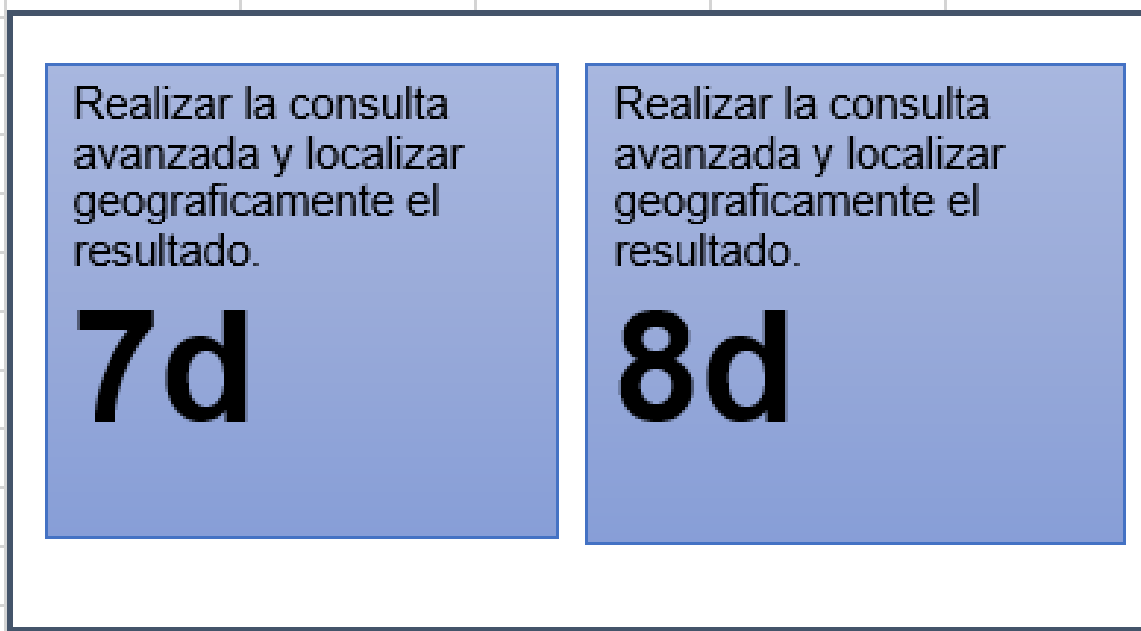 Realizar la consulta
avanzada y localizar
geograficamente el
resultado.
7d
Realizar la consulta
avanzada y localizar
geograficamente el
resultado.
8d